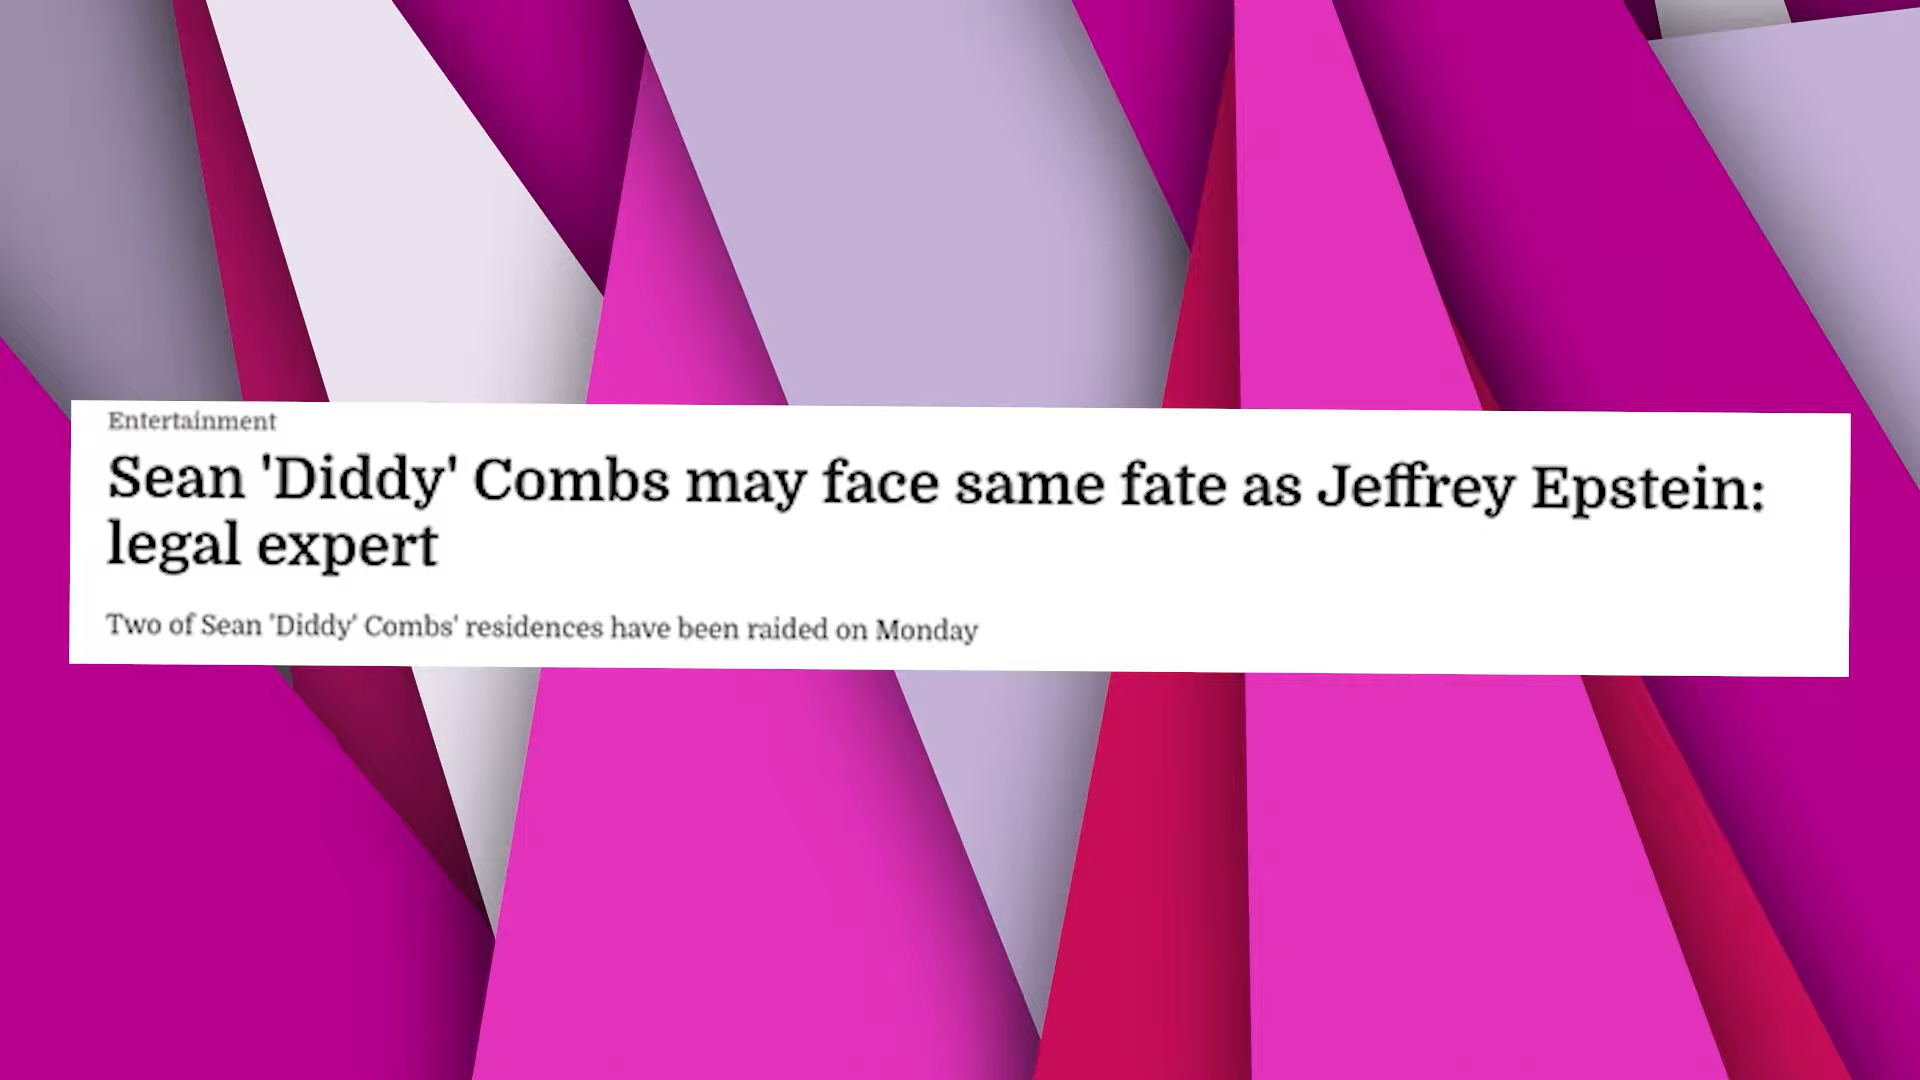 Entertainment
Sean 'Diddy' Combs may face same fate as Jeffrey Epstein:
legal expert
Two of Sean 'Diddy' Combs' residences have been raided on Monday